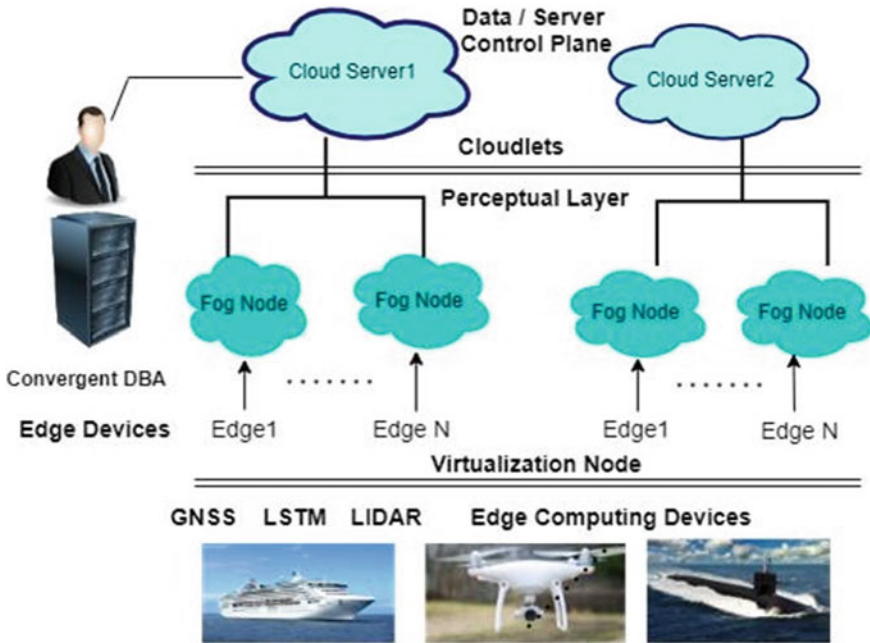 Data / Server
Control Plane
Cloud Server1
Cloud Server2
Cloudlets
Perceptual Layer
Fog Node
Fog Node
Fog Node
Fog Node
Convergent DBA
Edge Devices
Edge1
Edge N
Edge1
Edge N
Virtualization Node
GNSS LSTM LIDAR Edge Computing Devices